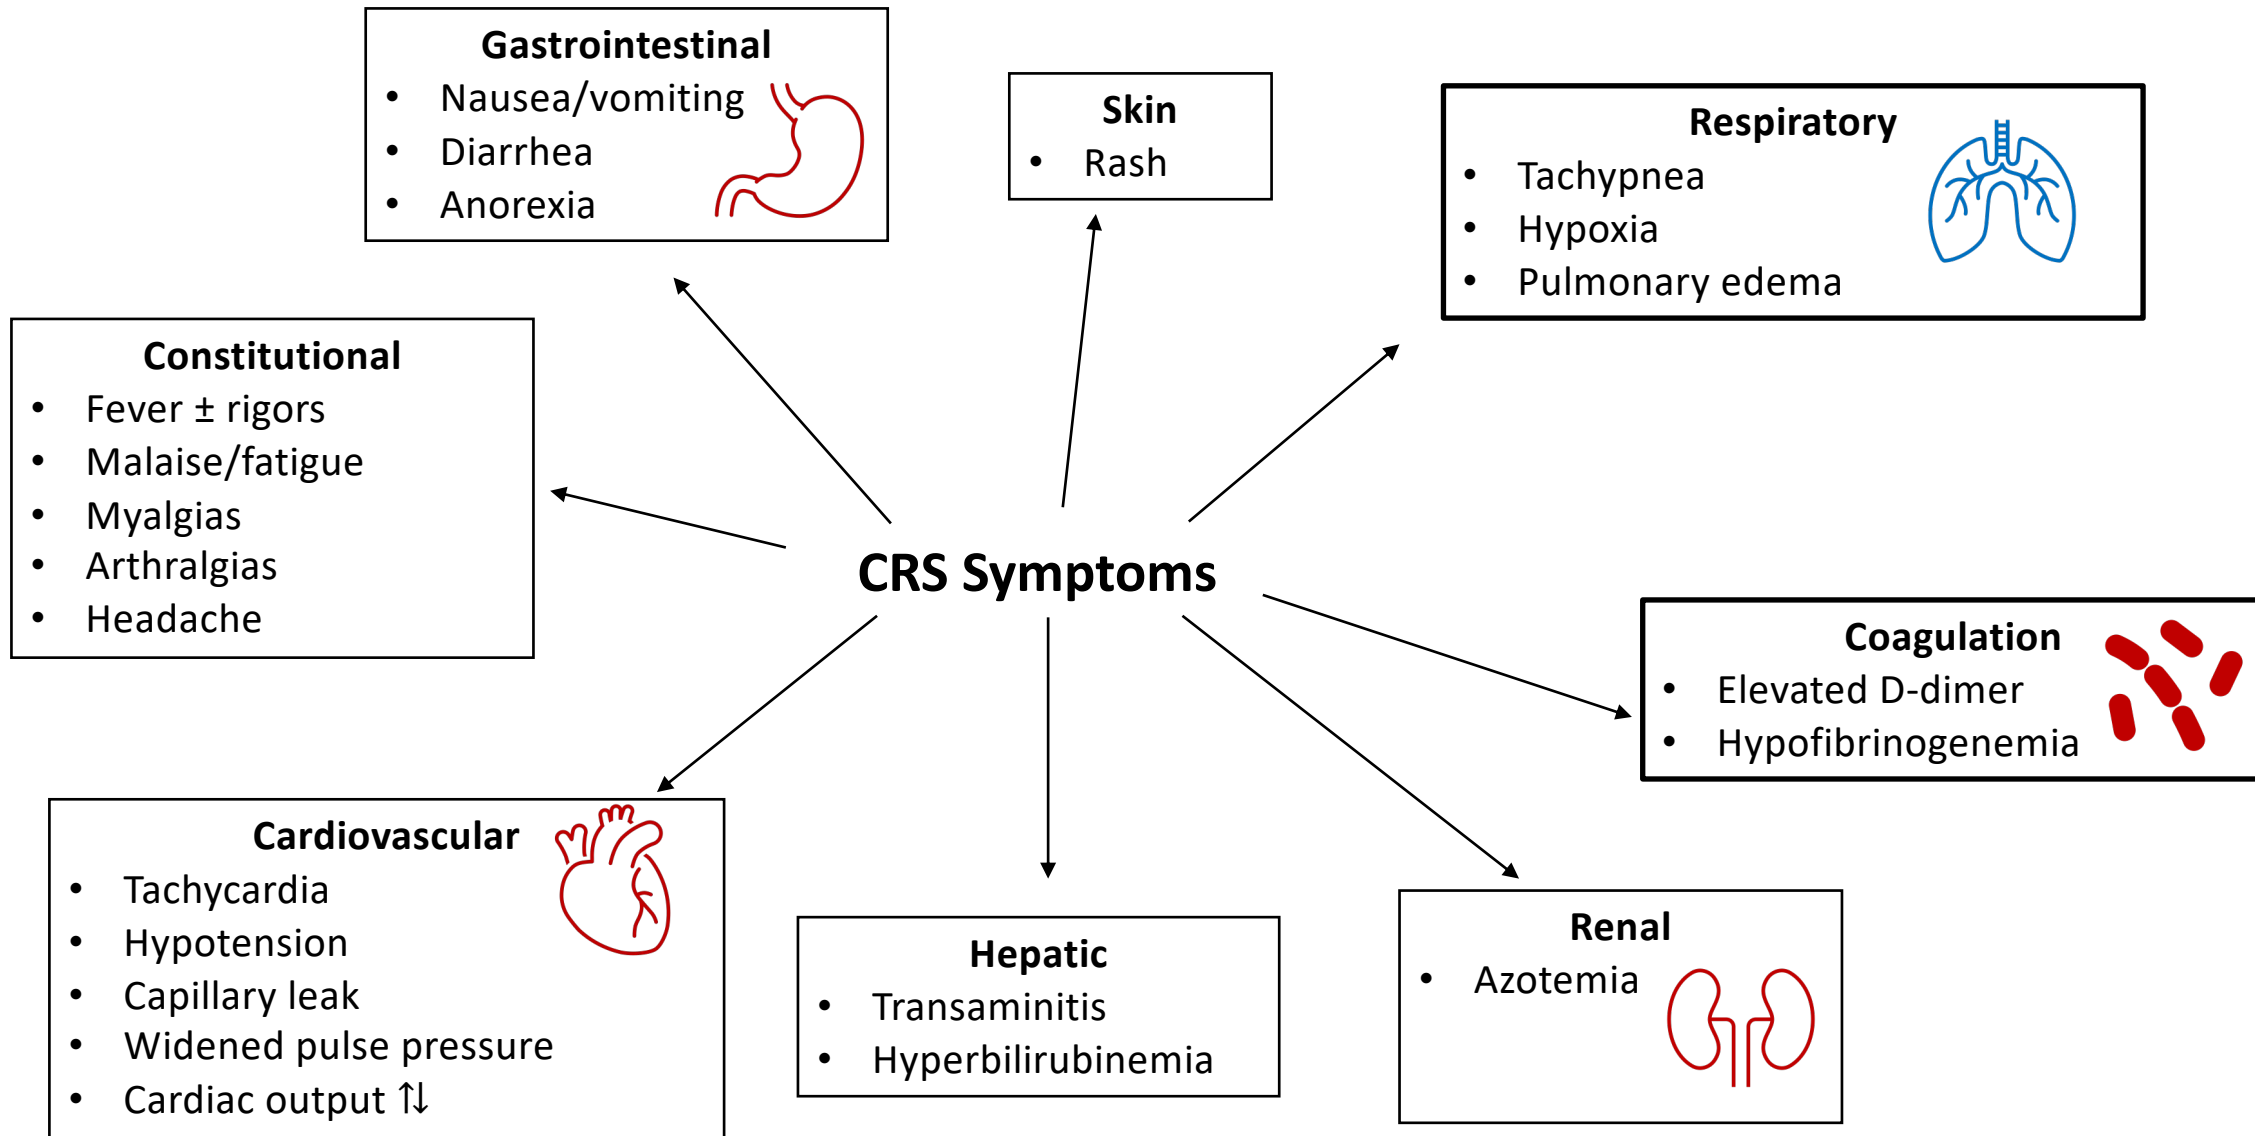 Gastrointestinal
• Nausea/vomiting
• Diarrhea
• Anorexia
Skin
• Rash
Respiratory
• Tachypnea
• Hypoxia
• Pulmonary edema
Constitutional
• Fever ± rigors
• Malaise/fatigue
• Myalgias
• Arthralgias
• Headache
CRS Symptoms
Coagulation
• Elevated D-dimer
• Hypofibrinogenemia
Cardiovascular
• Tachycardia
• Hypotension
• Capillary leak
• Widened pulse pressure
• Cardiac output ⇅
Hepatic
• Transaminitis
• Hyperbilirubinemia
Renal
• Azotemia